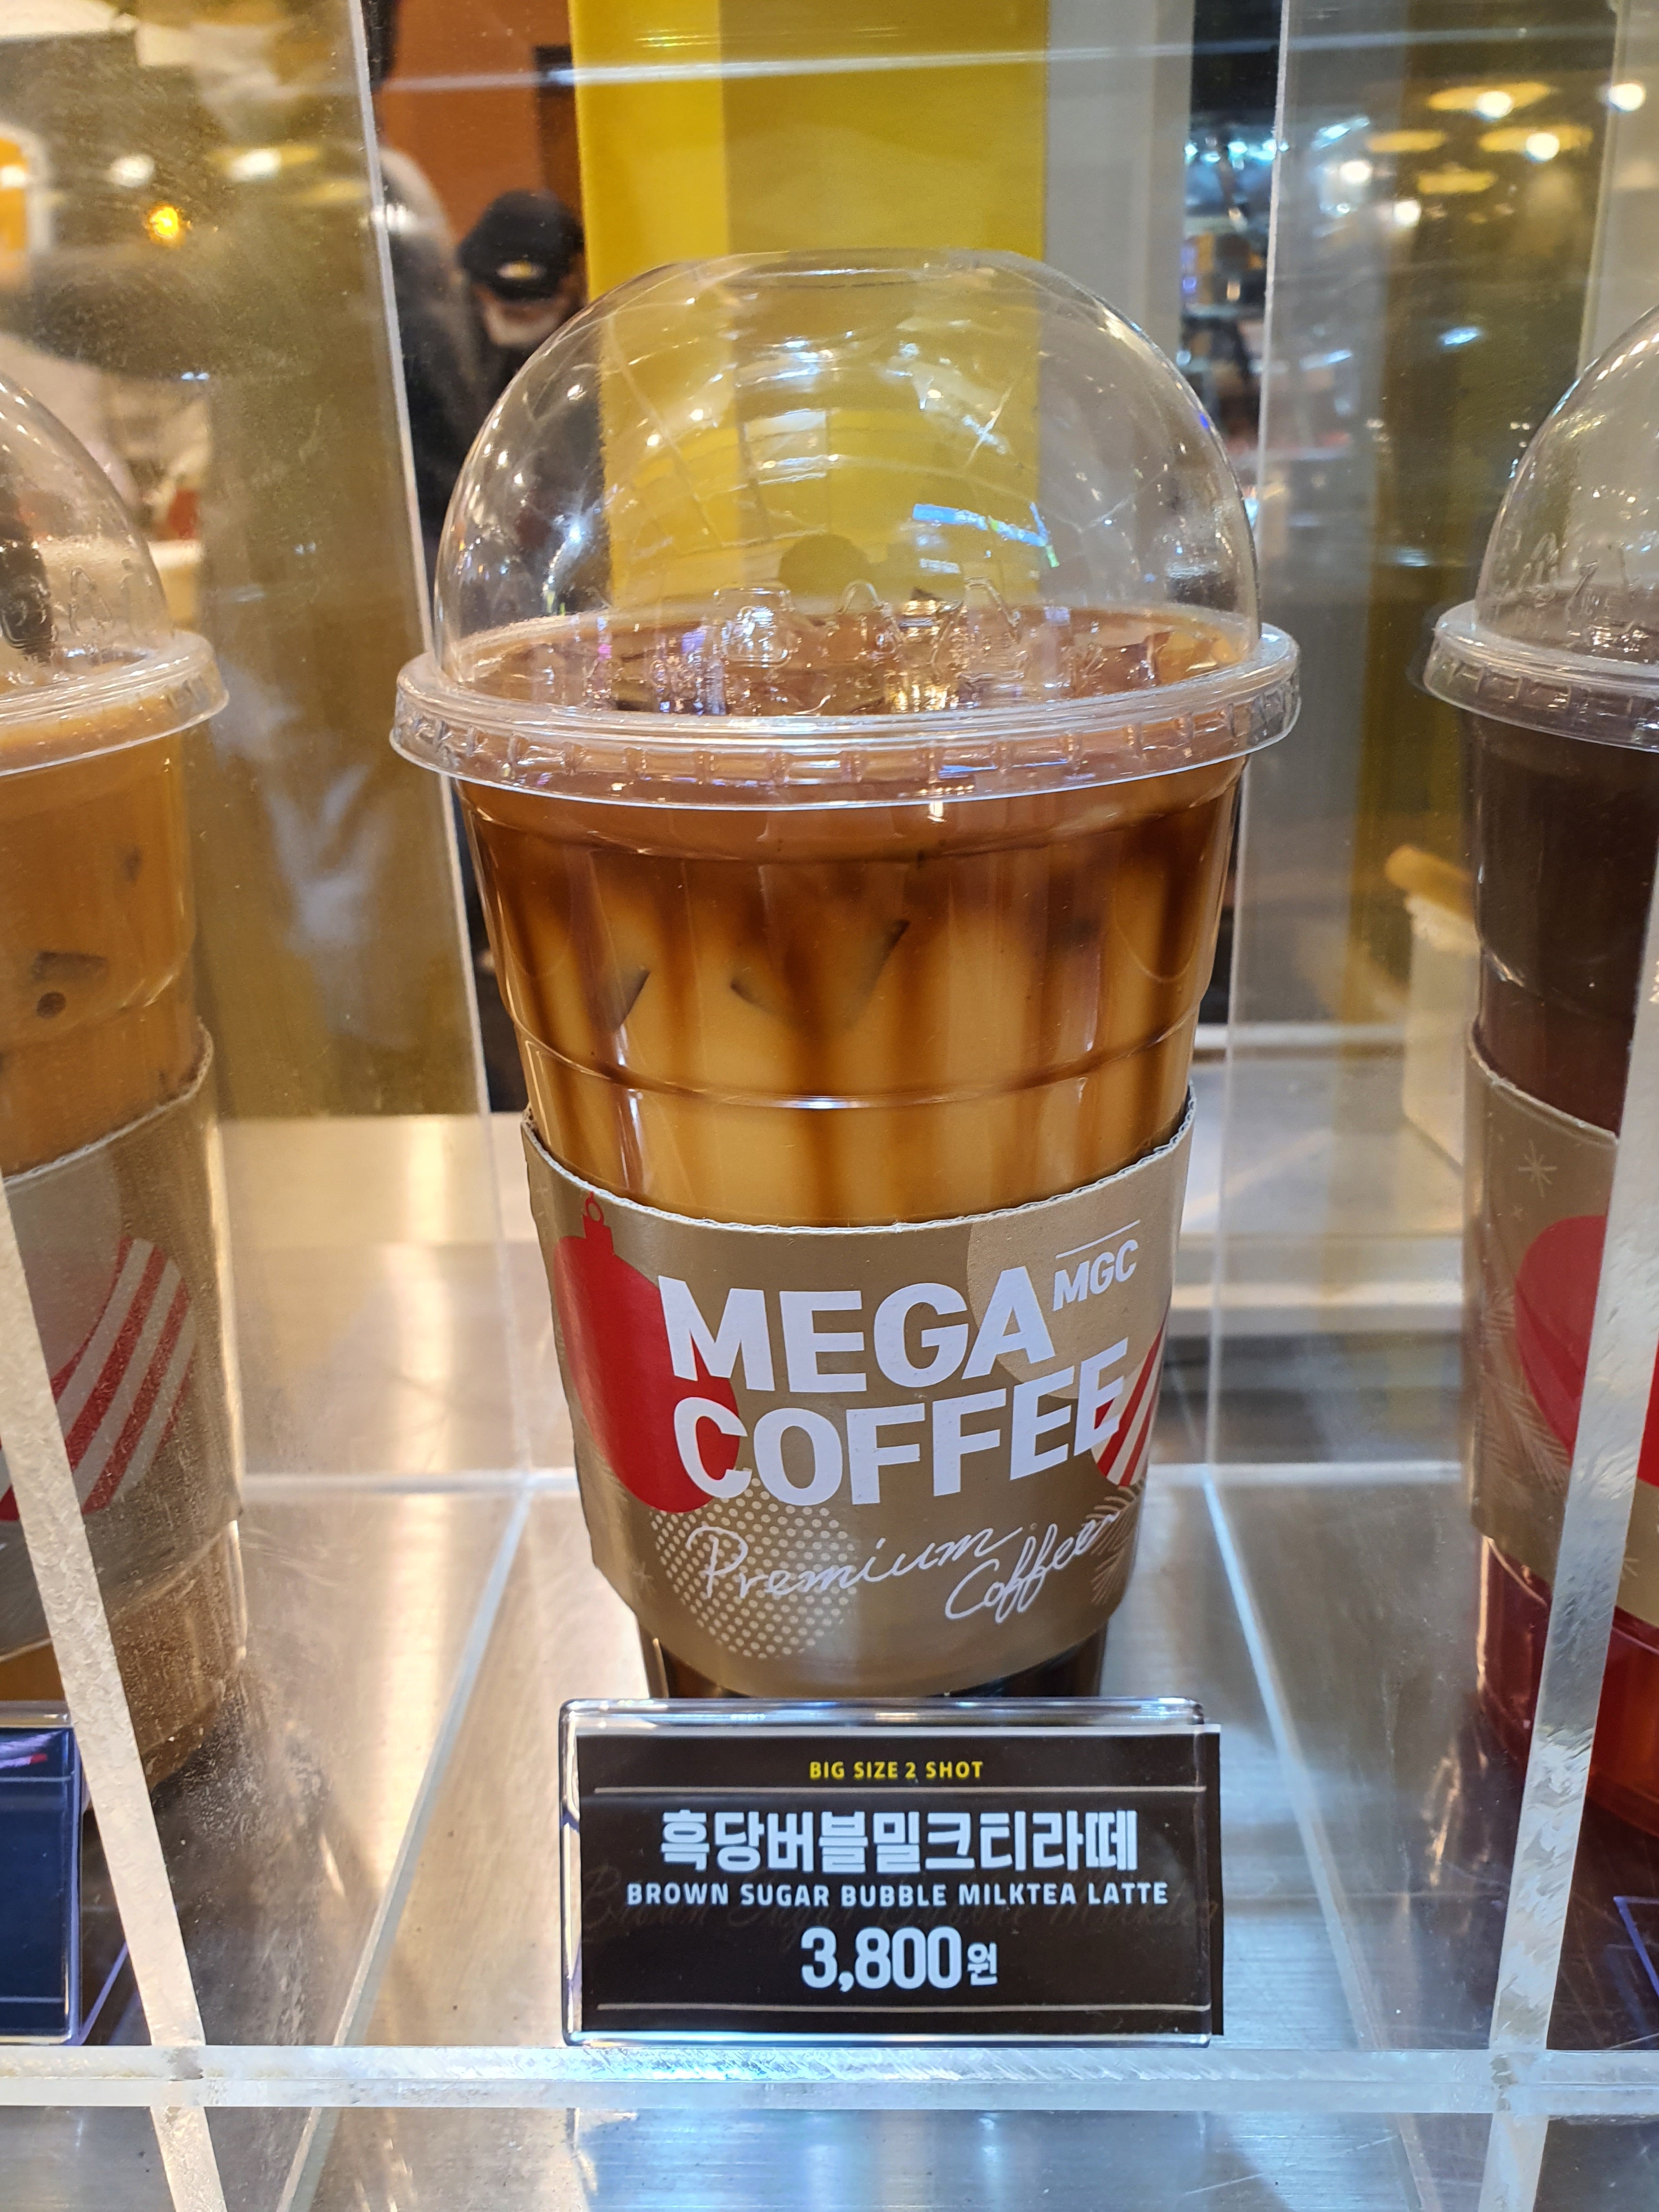 MEGA MGC
COFFEE
Premium
Coffee
BIG SIZE 2 SHOT
흑당버블밀크티라떼
BROWN SUGAR BUBBLE MILKTEA LATTE
3,800원